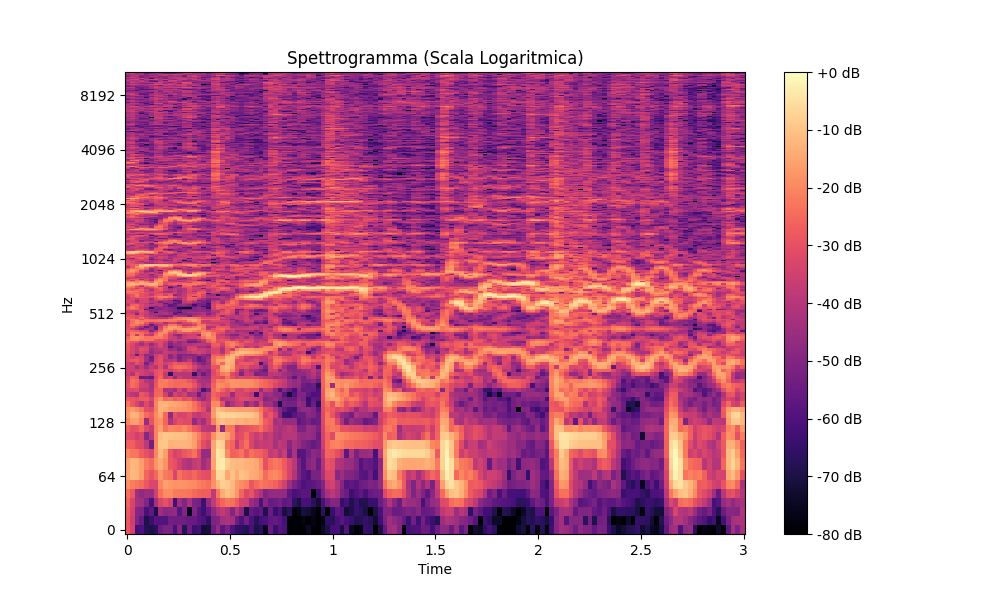 Spettrogramma (Scala Logaritmica)
Hz
8192
4096
2048
1024
512
256
128
64
0
0
0.5
1
1.5
2
2.5
3
Time
+0 dB
-10 dB
-20 dB
-30 dB
-40 dB
-50 dB
-60 dB
-70 dB
-80 dB